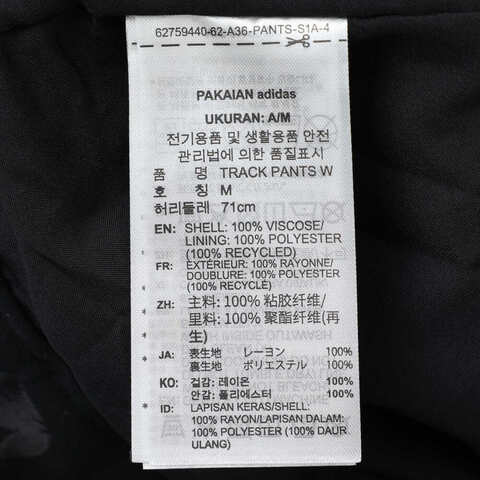 62759440-62-A36-PANTS-S1A-4
PAKAIAN adidas
UKURAN: A/M
전기용품 및 생활용품 안전
관리법에 의한 품질표시
품 명 TRACK PANTS W
호 칭 M
허리둘레 71cm
EN: SHELL: 100% VISCOSE/
LINING: 100% POLYESTER
(100% RECYCLED)
FR: EXTÉRIEUR: 100% RAYONNE/
DOUBLURE: 100% POLYESTER
(100% RECYCLÉ)
ZH: 主料: 100% 粘胶纤维/
里料: 100% 聚酯纤维(再
生)
* JA: 表生地 レーヨン 100%
裏生地 ポリエステル 100%
KO: 겉감: 레이온 100%
안감: 폴리에스터 100%
* ID: LAPISAN KERAS/SHELL:
100% RAYON/LAPISAN DALAM:
100% POLYESTER (100% DAUR
ULANG)